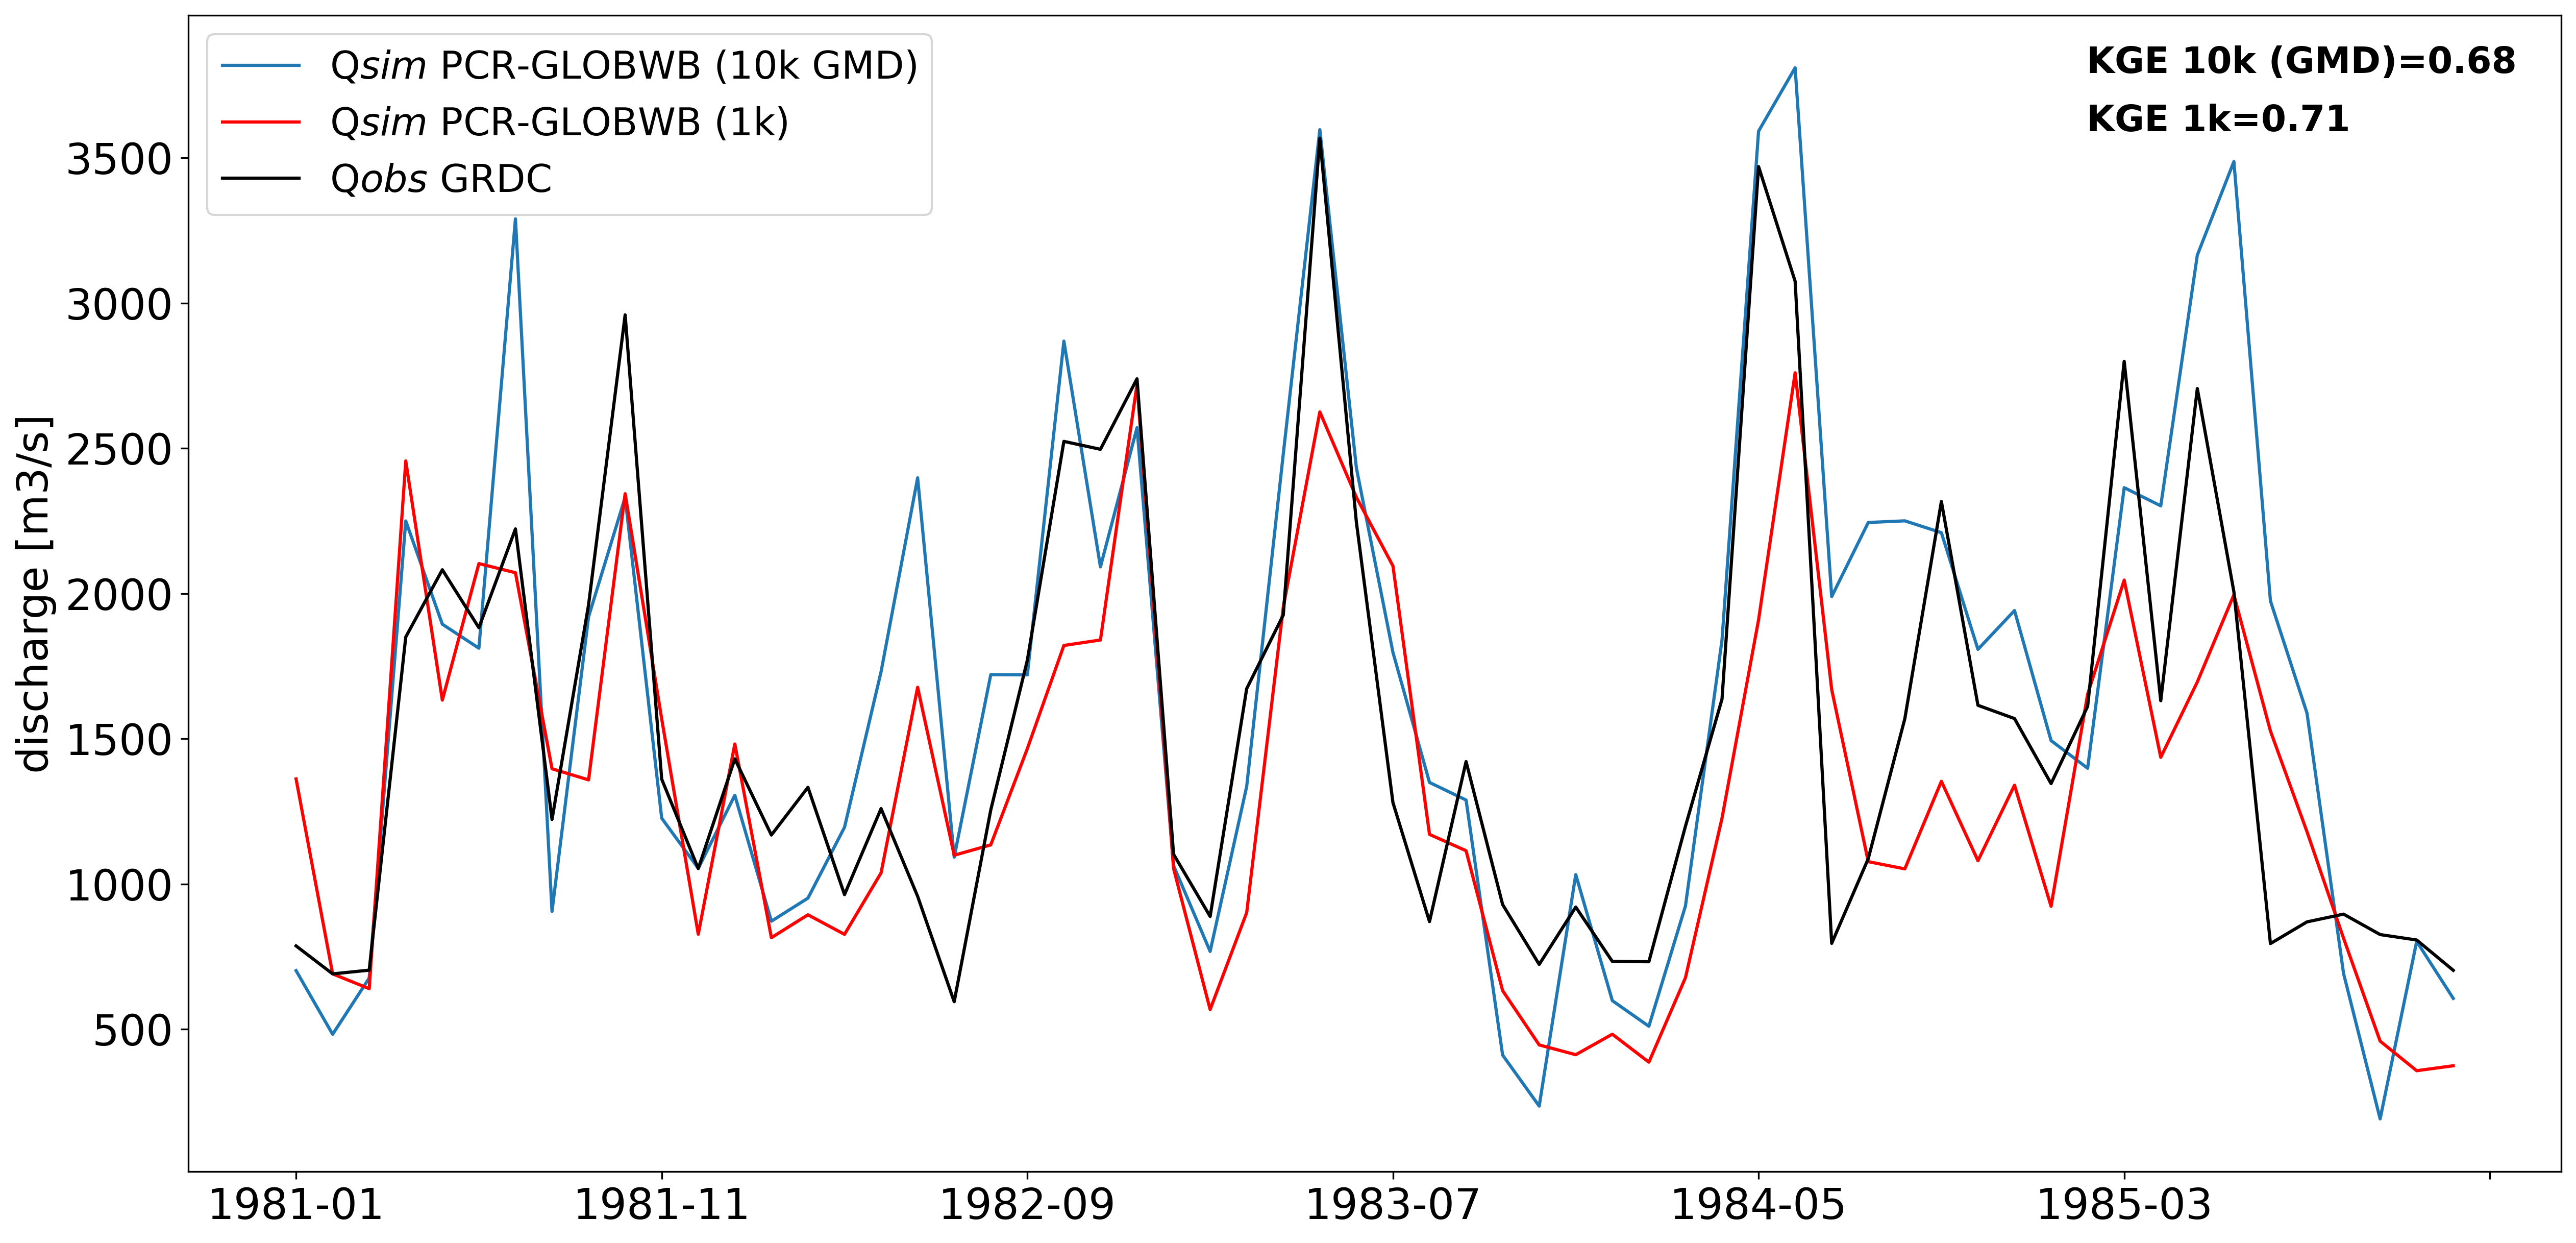 Qsim PCR-GLOBWB (10k GMD)
Qsim PCR-GLOBWB (1k)
Qobs GRDC
KGE 10k (GMD)=0.68
KGE 1k=0.71
discharge [m3/s]
3500
3000
2500
2000
1500
1000
500
1981-01 1981-11 1982-09 1983-07 1984-05 1985-03